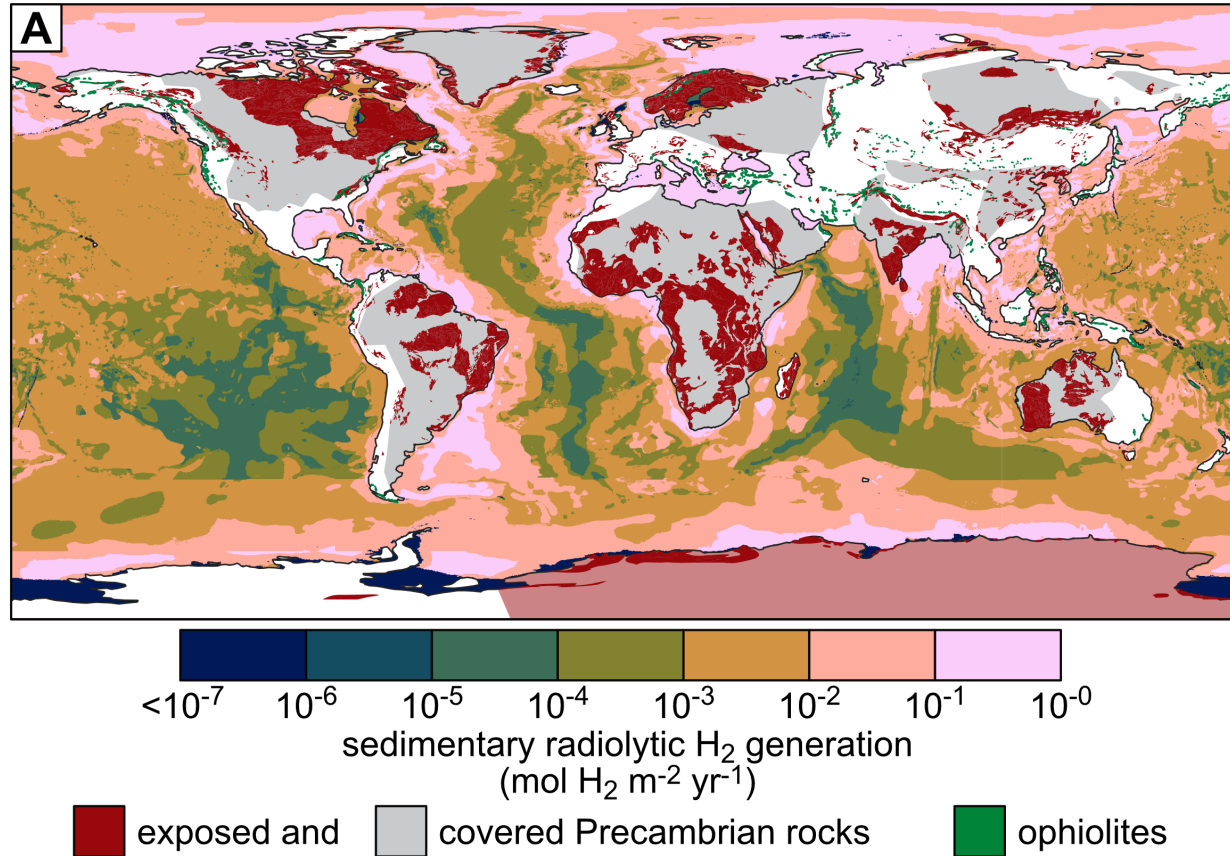 A
<10⁻⁷ 10⁻⁶ 10⁻⁵ 10⁻⁴ 10⁻³ 10⁻² 10⁻¹ 10⁻⁰
sedimentary radiolytic H₂ generation
(mol H₂ m⁻² yr⁻¹)
exposed and covered Precambrian rocks ophiolites